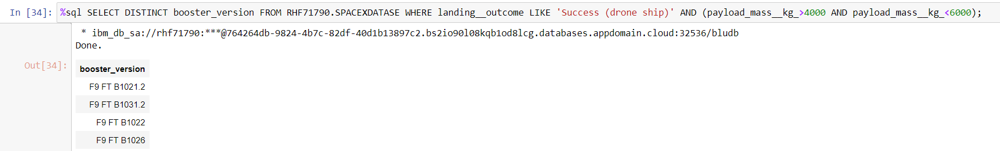 In [34]: %sql SELECT DISTINCT booster_version FROM RHF71790.SPACEXDATASE WHERE landing__outcome LIKE 'Success (drone ship)' AND (payload_mass__kg_>4000 AND payload_mass__kg_<6000);
* ibm_db_sa://rhf71790:***@764264db-9824-4b7c-82df-40d1b13897c2.bs2io90l08kqb1od8lcg.databases.appdomain.cloud:32536/bludb
Done.
Out[34]:
booster_version
F9 FT B1021.2
F9 FT B1031.2
F9 FT B1022
F9 FT B1026